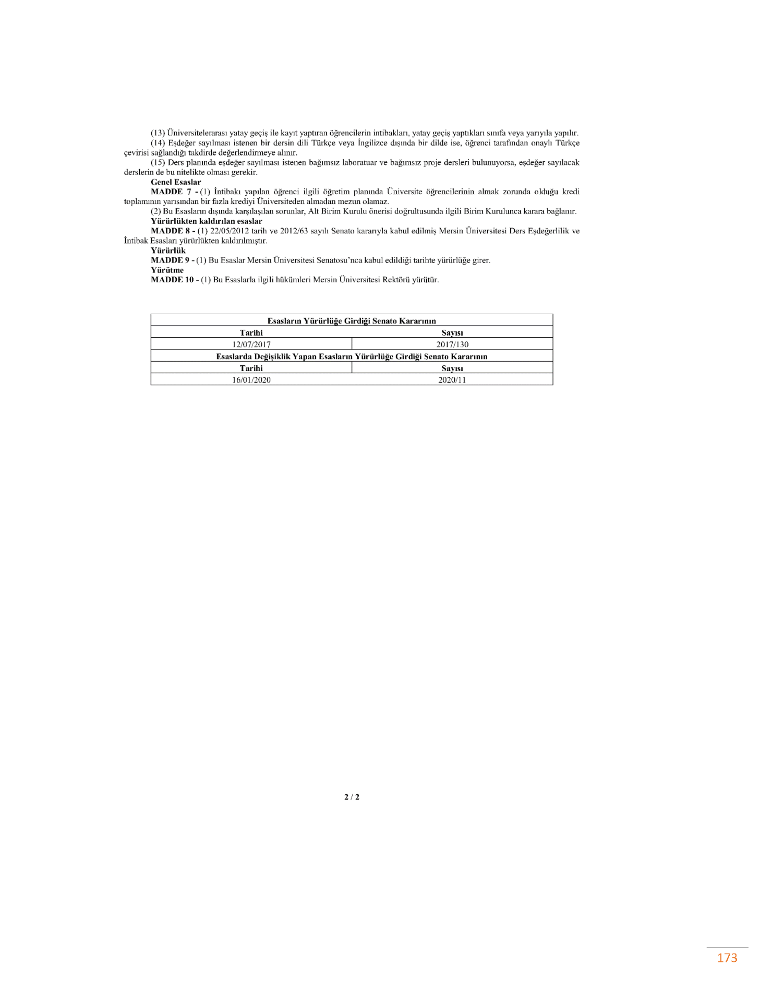 (13) Üniversitelerarası yatay geçiş ile kayıt yaptıran öğrencilerin intibakları, yatay geçiş yaptıkları sınıfa veya yarıyıla yapılır.
(14) Eşdeğer sayılması istenen bir dersin dili Türkçe veya İngilizce dışında bir dilde ise, öğrenci tarafından onaylı Türkçe
çevirisi sağlandığı takdirde değerlendirmeye alınır.
(15) Ders planında eşdeğer sayılması istenen bağımsız laboratuar ve bağımsız proje dersleri bulunuyorsa, eşdeğer sayılacak
derslerin de bu nitelikte olması gerekir.
Genel Esaslar
MADDE 7 - (1) İntibakı yapılan öğrenci ilgili öğretim planında Üniversite öğrencilerinin almak zorunda olduğu kredi
toplamının yarısından bir fazla krediyi Üniversiteden almadan mezun olamaz.
(2) Bu Esasların dışında karşılaşılan sorunlar, Alt Birim Kurulu önerisi doğrultusunda ilgili Birim Kurulunca karara bağlanır.
Yürürlükten kaldırılan esaslar
MADDE 8 - (1) 22/05/2012 tarih ve 2012/63 sayılı Senato kararıyla kabul edilmiş Mersin Üniversitesi Ders Eşdeğerlilik ve
İntibak Esasları yürürlükten kaldırılmıştır.
Yürürlük
MADDE 9 - (1) Bu Esaslar Mersin Üniversitesi Senatosu’nca kabul edildiği tarihte yürürlüğe girer.
Yürütme
MADDE 10 - (1) Bu Esaslarla ilgili hükümleri Mersin Üniversitesi Rektörü yürütür.
Esasların Yürürlüğe Girdiği Senato Kararının
Tarihi Sayısı
12/07/2017 2017/130
Esaslarda Değişiklik Yapan Esasların Yürürlüğe Girdiği Senato Kararının
Tarihi Sayısı
16/01/2020 2020/11
2 / 2
173